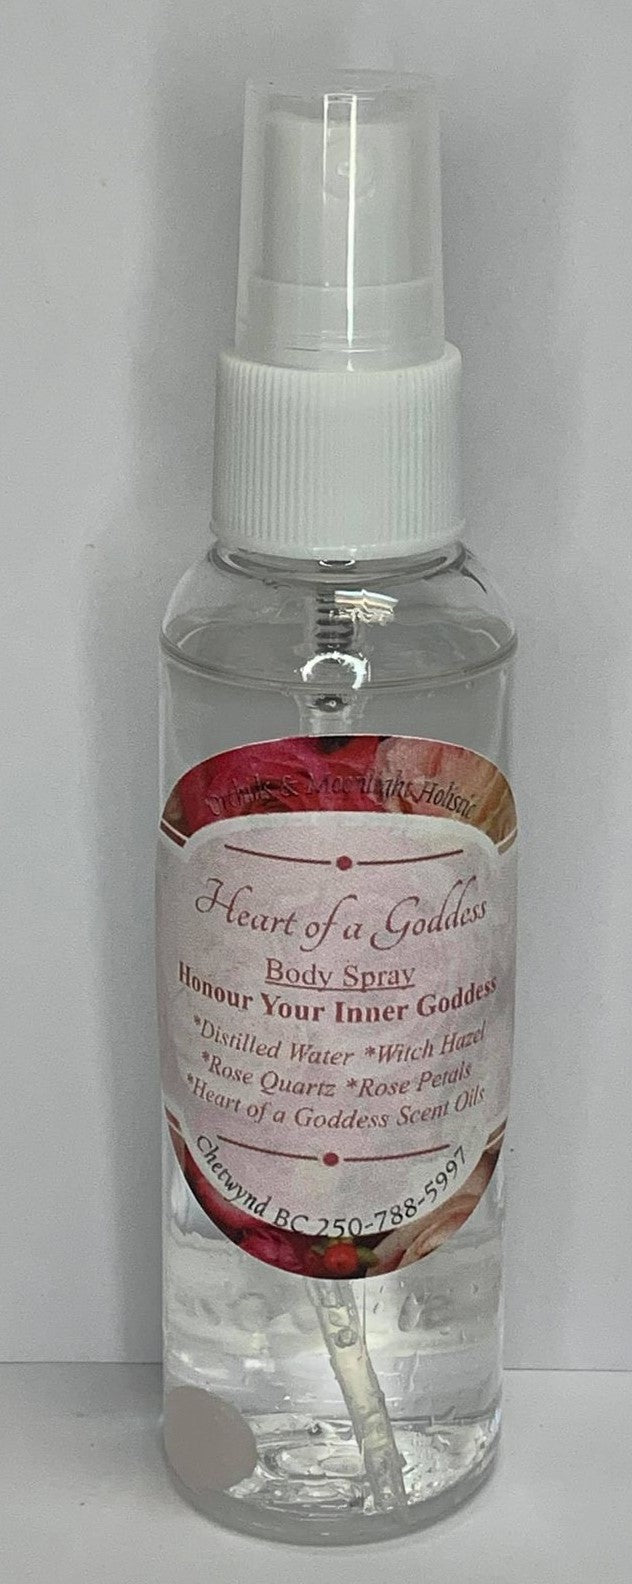 Orchids & Moonlight Holistic
Heart of a Goddess
Body Spray
Honour Your Inner Goddess
*Distilled Water *Witch Hazel
*Rose Quartz *Rose Petals
*Heart of a Goddess Scent Oils
Chetwynd BC 250-788-5997